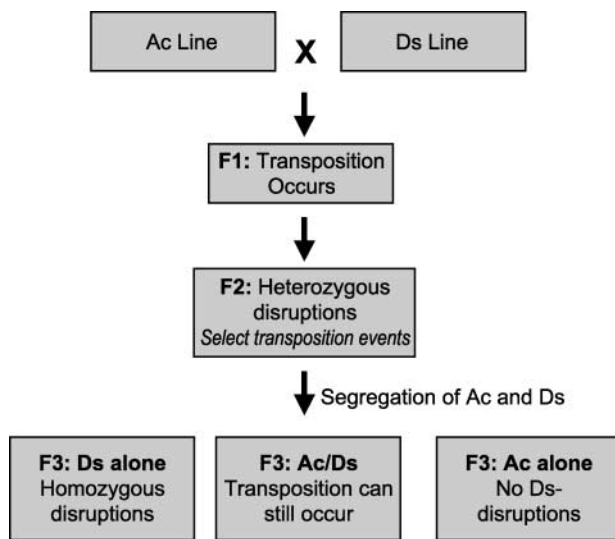 Ac Line
X
Ds Line
F1: Transposition
Occurs
F2: Heterozygous
disruptions
Select transposition events
Segregation of Ac and Ds
F3: Ds alone
Homozygous
disruptions
F3: Ac/Ds
Transposition can
still occur
F3: Ac alone
No Ds-
disruptions